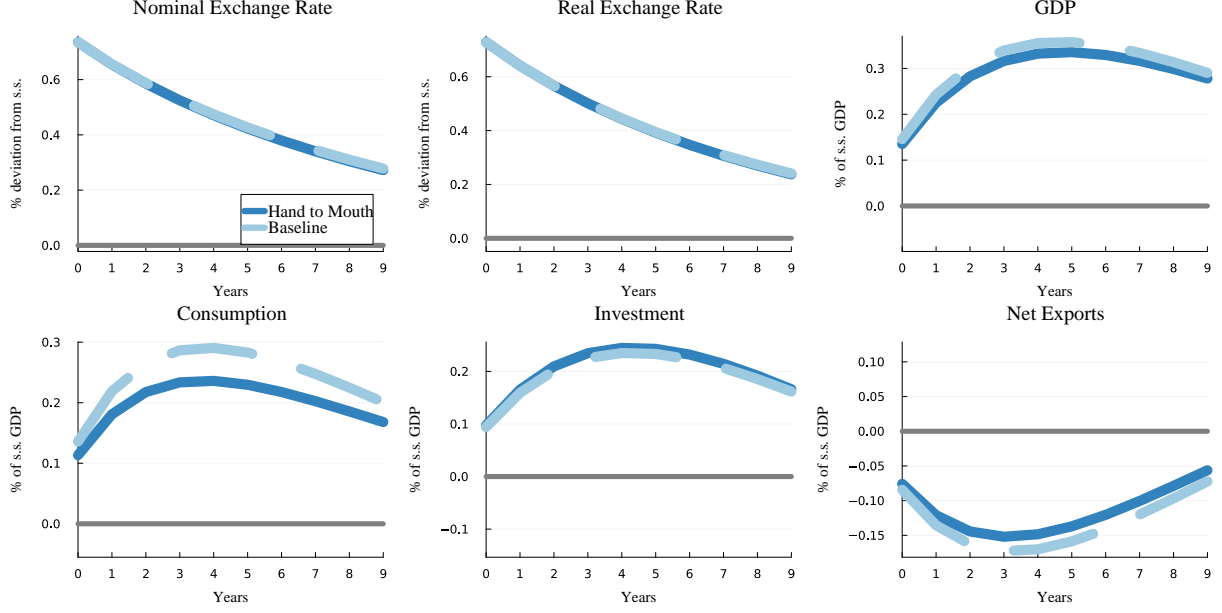 Nominal Exchange Rate
% deviation from s.s.
0.6
0.4
0.2
0.0
Hand to Mouth
Baseline
0 1 2 3 4 5 6 7 8 9
Years
Real Exchange Rate
% deviation from s.s.
0.6
0.4
0.2
0.0
0 1 2 3 4 5 6 7 8 9
Years
GDP
% of s.s. GDP
0.3
0.2
0.1
0.0
0 1 2 3 4 5 6 7 8 9
Years
Consumption
% of s.s. GDP
0.3
0.2
0.1
0.0
0 1 2 3 4 5 6 7 8 9
Years
Investment
% of s.s. GDP
0.2
0.1
0.0
−0.1
0 1 2 3 4 5 6 7 8 9
Years
Net Exports
% of s.s. GDP
0.10
0.05
0.00
−0.05
−0.10
−0.15
0 1 2 3 4 5 6 7 8 9
Years